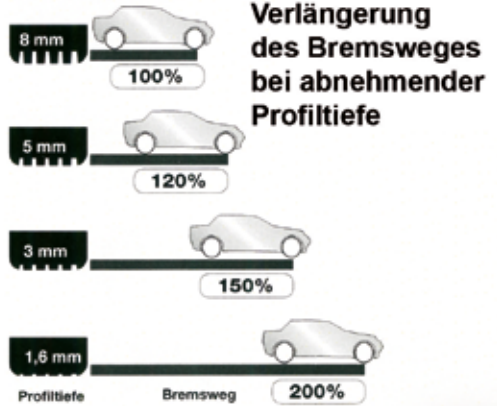 Verlängerung
des Bremsweges
bei abnehmender
Profiltiefe
8 mm
100%
5 mm
120%
3 mm
150%
1,6 mm
200%
Profiltiefe
Bremsweg